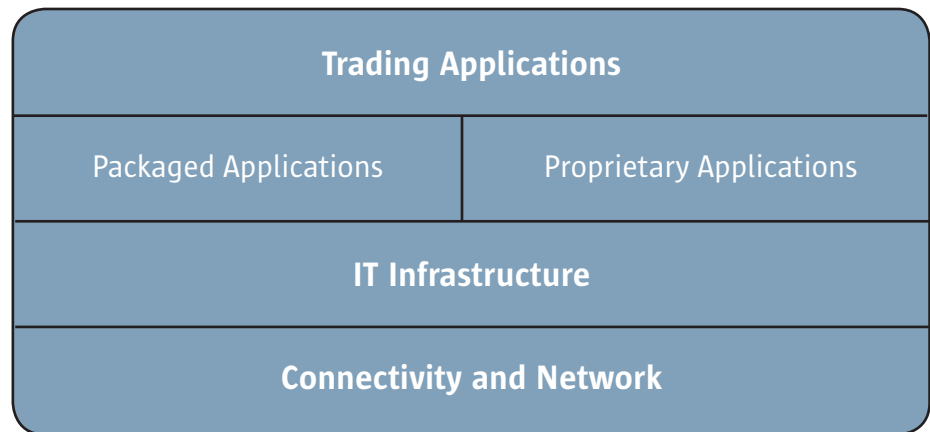 Trading Applications
Packaged Applications
Proprietary Applications
IT Infrastructure
Connectivity and Network